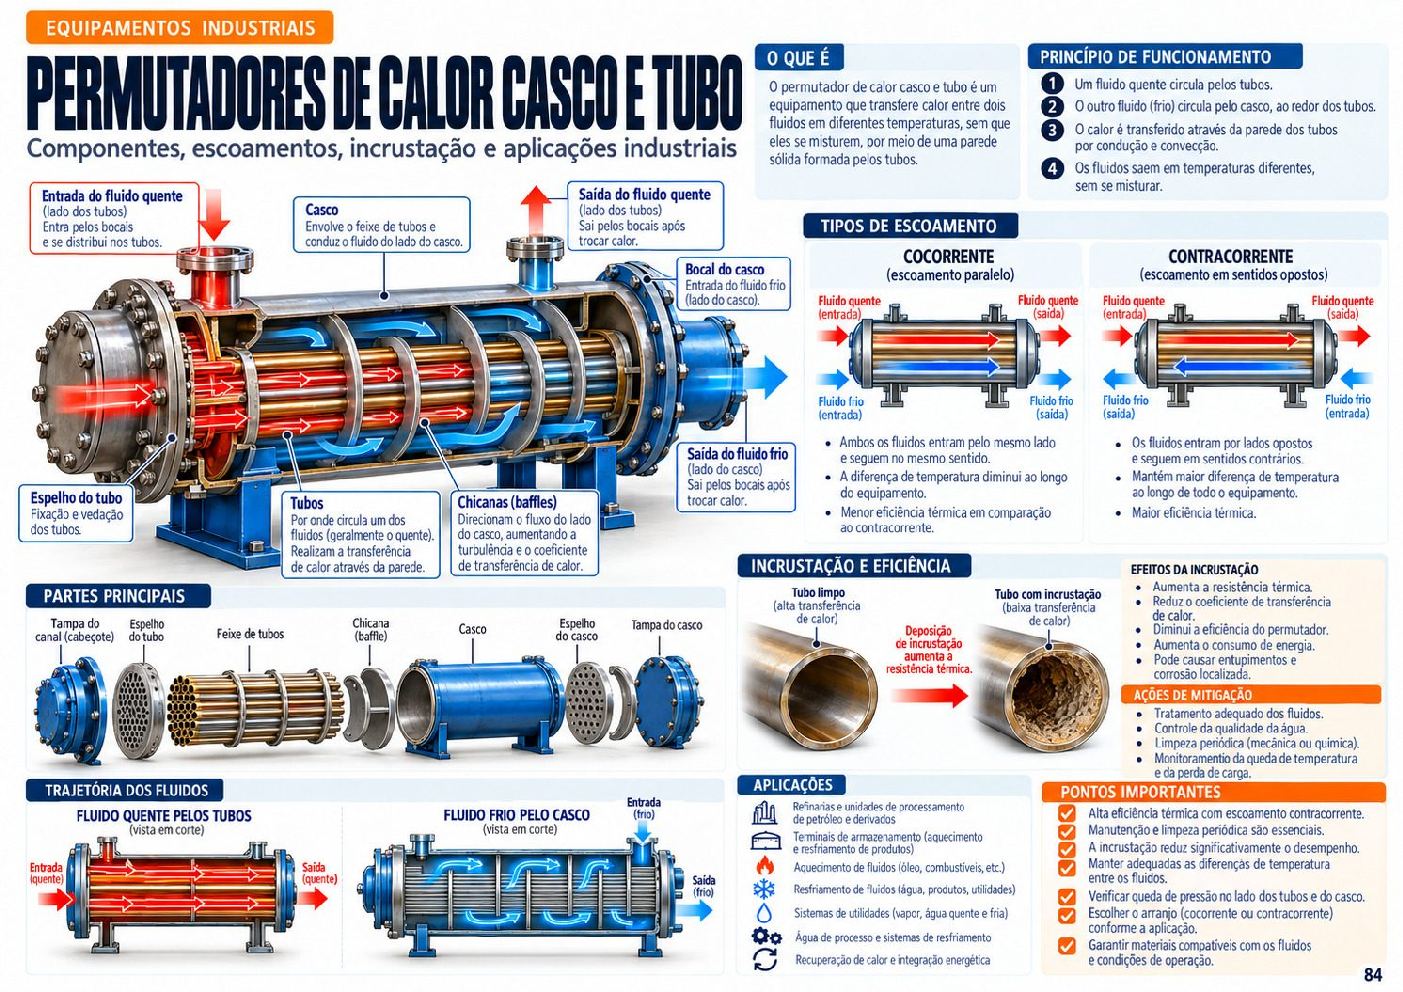 EQUIPAMENTOS INDUSTRIAIS
PERMUTADORES DE CALOR CASCO E TUBO
Componentes, escoamentos, incrustação e aplicações industriais
O QUE É
O permutador de calor casco e tubo é um
equipamento que transfere calor entre dois
fluidos em diferentes temperaturas, sem que
eles se misturem, por meio de uma parede
sólida formada pelos tubos.
PRINCÍPIO DE FUNCIONAMENTO
1 Um fluido quente circula pelos tubos.
2 O outro fluido (frio) circula pelo casco, ao redor dos tubos.
3 O calor é transferido através da parede dos tubos
por condução e convecção.
4 Os fluidos saem em temperaturas diferentes,
sem se misturar.
Entrada do fluido quente
(lado dos tubos)
Entra pelos bocais
e se distribui nos tubos.
Casco
Envolve o feixe de tubos e
conduz o fluido do lado do casco.
Saída do fluido quente
(lado dos tubos)
Sai pelos bocais após
trocar calor.
Bocal do casco
Entrada do fluido frio
(lado do casco).
Saída do fluido frio
(lado do casco)
Sai pelos bocais após
trocar calor.
Espelho do tubo
Fixação e vedação
dos tubos.
Tubos
Por onde circula um dos
fluidos (geralmente o quente).
Realizam a transferência
de calor através da parede.
Chicanas (baffles)
Direcionam o fluxo do lado
do casco, aumentando a
turbulência e o coeficiente
de transferência de calor.
TIPOS DE ESCOAMENTO
COCORRENTE
(escoamento paralelo)
Fluido quente
(entrada)
Fluido quente
(saída)
Fluido frio
(entrada)
Fluido frio
(saída)
• Ambos os fluidos entram pelo mesmo lado
e seguem no mesmo sentido.
• A diferença de temperatura diminui ao longo
do equipamento.
• Menor eficiência térmica em comparação
ao contracorrente.
CONTRACORRENTE
(escoamento em sentidos opostos)
Fluido quente
(entrada)
Fluido quente
(saída)
Fluido frio
(saída)
Fluido frio
(entrada)
• Os fluidos entram por lados opostos
e seguem em sentidos contrários.
• Mantém maior diferença de temperatura
ao longo de todo o equipamento.
• Maior eficiência térmica.
PARTES PRINCIPAIS
Tampa do
canal (cabeçote)
Espelho
do tubo
Feixe de tubos
Chicana
(baffle)
Casco
Espelho
do casco
Tampa do casco
INCRUSTAÇÃO E EFICIÊNCIA
Tubo limpo
(alta transferência
de calor)
Deposição
de incrustação
aumenta a
resistência térmica.
Tubo com incrustação
(baixa transferência
de calor)
EFEITOS DA INCRUSTAÇÃO
• Aumenta a resistência térmica.
• Reduz o coeficiente de transferência
de calor.
• Diminui a eficiência do permutador.
• Aumenta o consumo de energia.
• Pode causar entupimentos e
corrosão localizada.
AÇÕES DE MITIGAÇÃO
• Tratamento adequado dos fluidos.
• Controle da qualidade da água.
• Limpeza periódica (mecânica ou química).
• Monitoramento da queda de temperatura
e da perda de carga.
TRAJETÓRIA DOS FLUIDOS
FLUIDO QUENTE PELOS TUBOS
(vista em corte)
Entrada
(quente)
Saída
(quente)
FLUIDO FRIO PELO CASCO
(vista em corte)
Entrada
(frio)
Saída
(frio)
APLICAÇÕES
Refinarias e unidades de processamento
de petróleo e derivados
Terminais de armazenamento (aquecimento
e resfriamento de produtos)
Aquecimento de fluidos (óleo, combustíveis, etc.)
Resfriamento de fluidos (água, produtos, utilidades)
Sistemas de utilidades (vapor, água quente e fria)
Água de processo e sistemas de resfriamento
Recuperação de calor e integração energética
PONTOS IMPORTANTES
Alta eficiência térmica com escoamento contracorrente.
Manutenção e limpeza periódica são essenciais.
A incrustação reduz significativamente o desempenho.
Manter adequadas as diferenças de temperatura
entre os fluidos.
Verificar queda de pressão no lado dos tubos e do casco.
Escolher o arranjo (cocorrente ou contracorrente)
conforme a aplicação.
Garantir materiais compatíveis com os fluidos
e condições de operação.
84